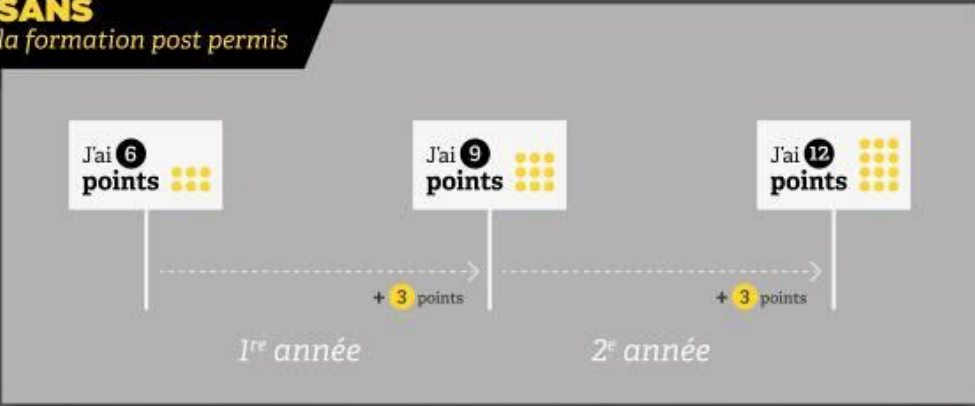 SANS
la formation post permis
J'ai 6
points
J'ai 9
points
J'ai 12
points
+ 3 points
+ 3 points
1re année
2e année